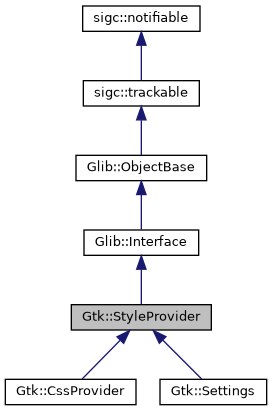 sigc::notifiable
sigc::trackable
Glib::ObjectBase
Glib::Interface
Gtk::StyleProvider
Gtk::CssProvider
Gtk::Settings